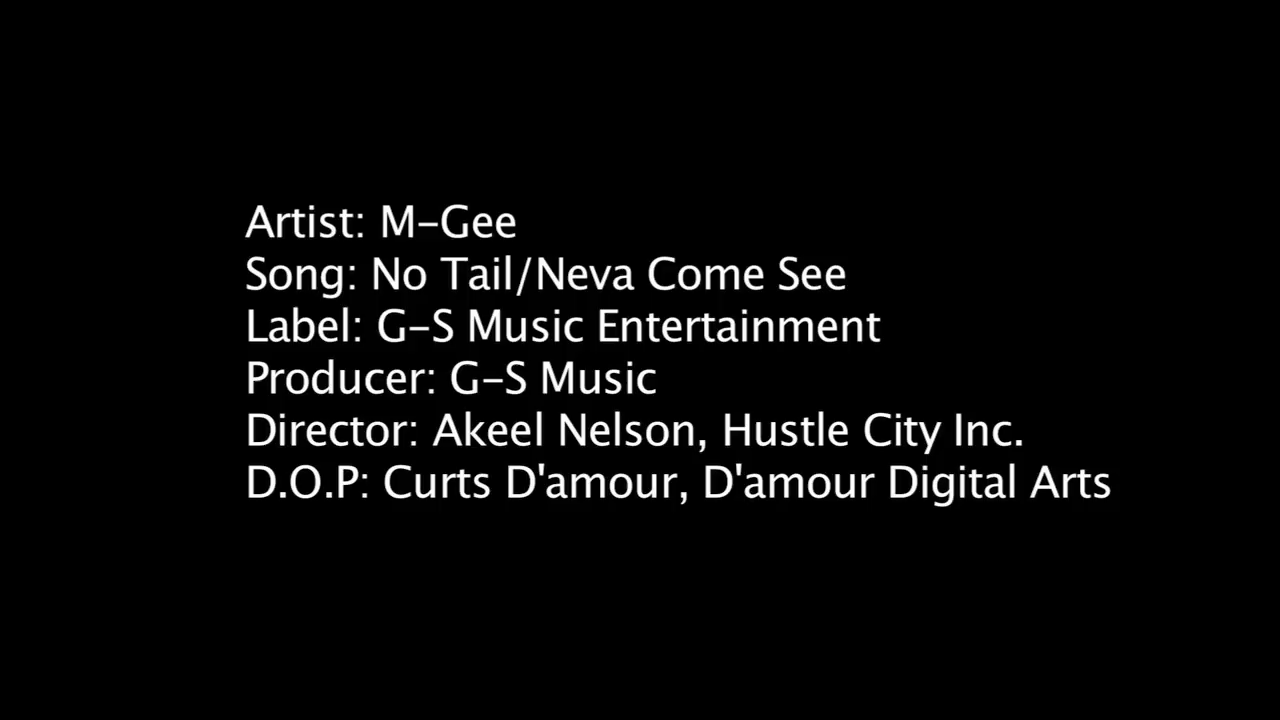 Artist: M-Gee
Song: No Tail/Neva Come See
Label: G-S Music Entertainment
Producer: G-S Music
Director: Akeel Nelson, Hustle City Inc.
D.O.P: Curts D'amour, D'amour Digital Arts